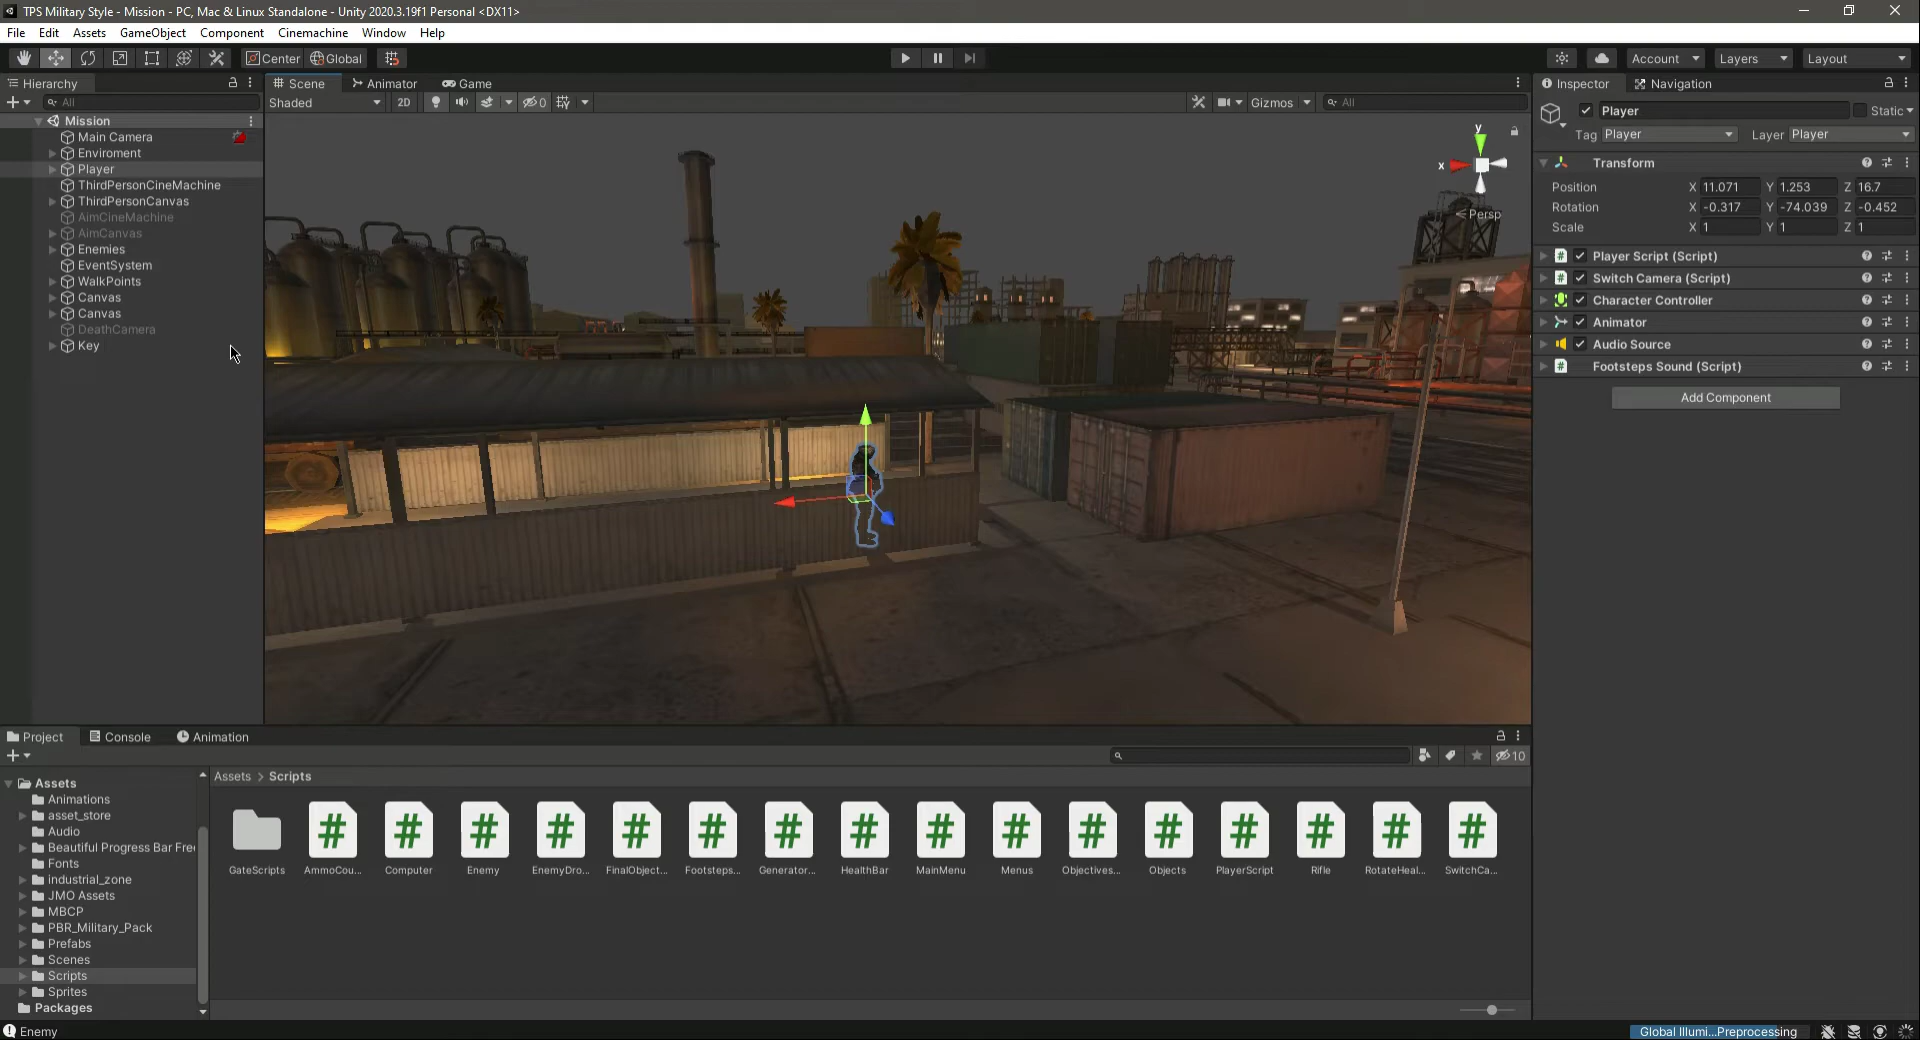 TPS Military Style - Mission - PC, Mac & Linux Standalone - Unity 2020.3.19f1 Personal <DX11>
File Edit Assets GameObject Component Cinemachine Window Help
Center Global Account Layers Layout
Hierarchy
All
Mission
Main Camera
Enviroment
Player
ThirdPersonCineMachine
ThirdPersonCanvas
AimCineMachine
AimCanvas
Enemies
EventSystem
WalkPoints
Canvas
Canvas
DeathCamera
Key
Scene Animator Game
Shaded 2D 0 Gizmos All
y
x
Persp
Inspector Navigation
Player Static
Tag Player Layer Player
Transform
Position X 11.071 Y 1.253 Z 16.7
Rotation X -0.317 Y -74.039 Z -0.452
Scale X 1 Y 1 Z 1
Player Script (Script)
Switch Camera (Script)
Character Controller
Animator
Audio Source
Footsteps Sound (Script)
Add Component
Project Console Animation
10
Assets
Animations
asset_store
Audio
Beautiful Progress Bar Fre
Fonts
industrial_zone
JMO Assets
MBCP
PBR_Military_Pack
Prefabs
Scenes
Scripts
Sprites
Packages
Assets > Scripts
GateScripts AmmoCou... Computer Enemy EnemyDro... FinalObject... Footsteps... Generator... HealthBar MainMenu Menus Objectives... Objects PlayerScript Rifle RotateHeal... SwitchCa...
Enemy
Global Illumi...Preprocessing